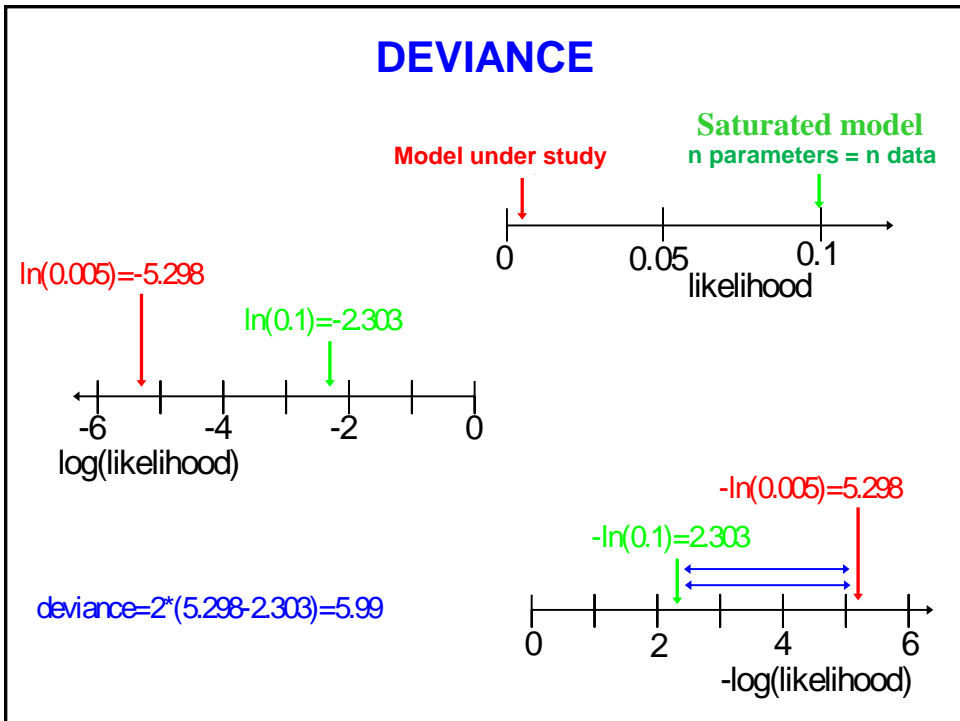 DEVIANCE
Saturated model
Model under study
n parameters = n data
0 0.05 0.1
likelihood
ln(0.005)=-5.298
ln(0.1)=-2.303
-6 -4 -2 0
log(likelihood)
-ln(0.005)=5.298
-ln(0.1)=2.303
deviance=2*(5.298-2.303)=5.99
0 2 4 6
-log(likelihood)